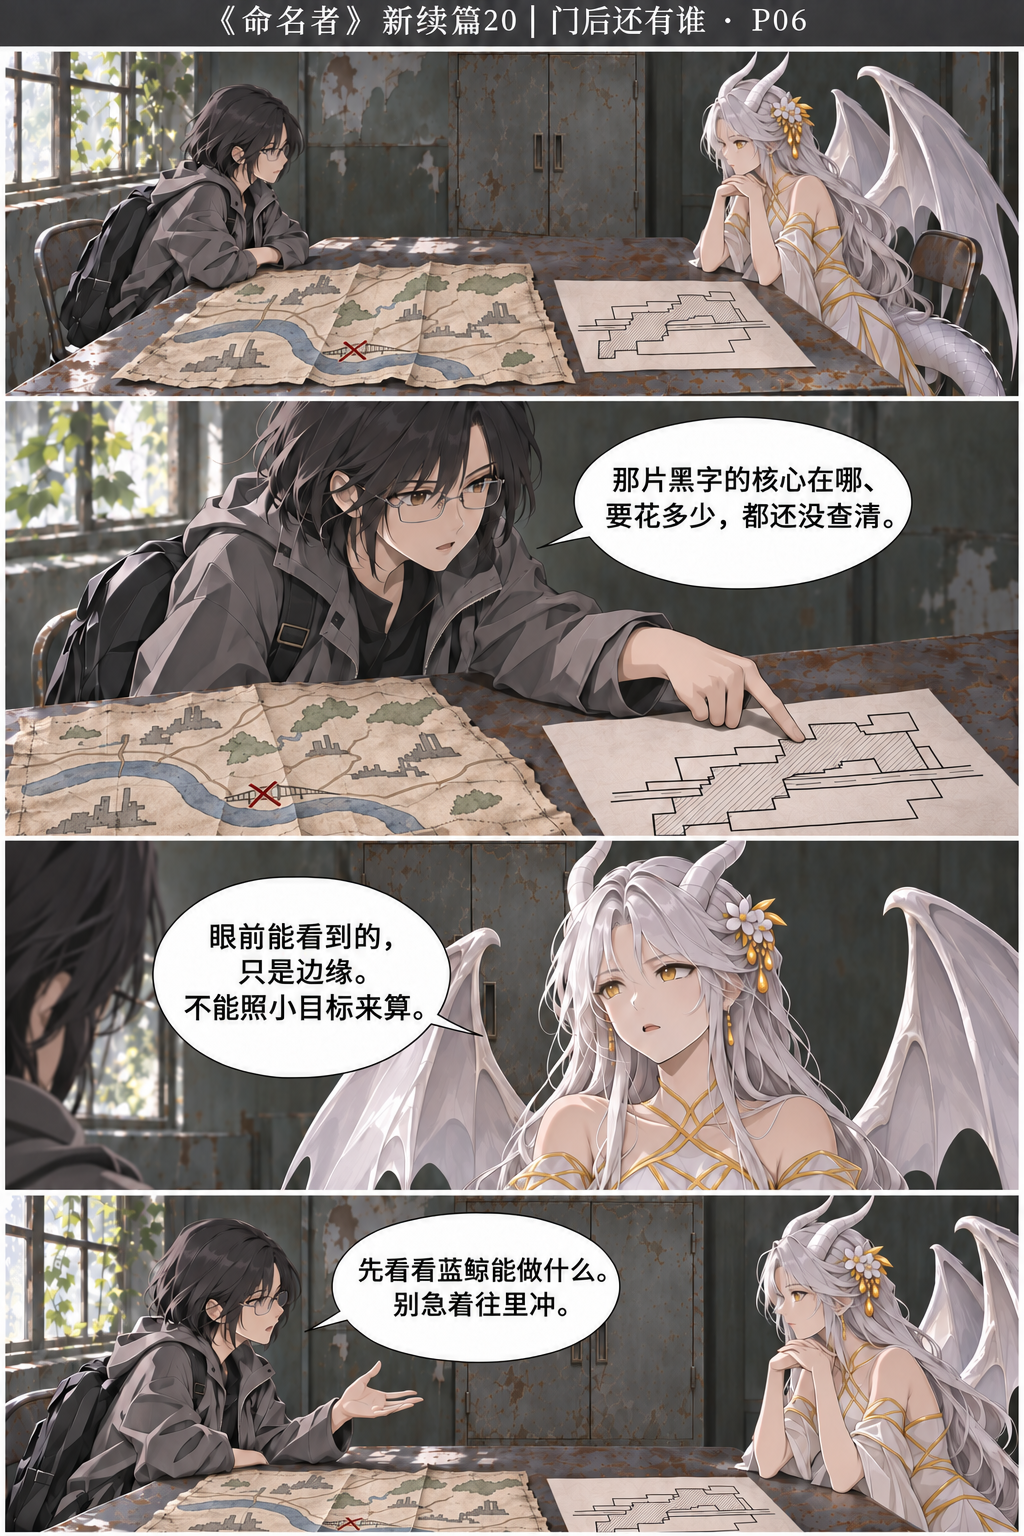 《命名者》新续篇20 | 门后还有谁 · P06
那片黑字的核心在哪、
要花多少，都还没查清。
眼前能看到的，
只是边缘。
不能照小目标来算。
先看看蓝鲸能做什么。
别急着往里冲。